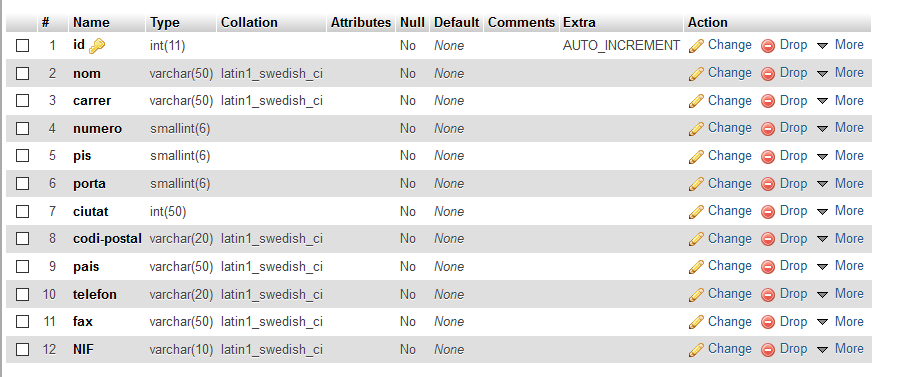 # Name Type Collation Attributes Null Default Comments Extra Action
1 id int(11) No None AUTO_INCREMENT Change Drop More
2 nom varchar(50) latin1_swedish_ci No None Change Drop More
3 carrer varchar(50) latin1_swedish_ci No None Change Drop More
4 numero smallint(6) No None Change Drop More
5 pis smallint(6) No None Change Drop More
6 porta smallint(6) No None Change Drop More
7 ciutat int(50) No None Change Drop More
8 codi-postal varchar(20) latin1_swedish_ci No None Change Drop More
9 pais varchar(50) latin1_swedish_ci No None Change Drop More
10 telefon varchar(20) latin1_swedish_ci No None Change Drop More
11 fax varchar(50) latin1_swedish_ci No None Change Drop More
12 NIF varchar(10) latin1_swedish_ci No None Change Drop More